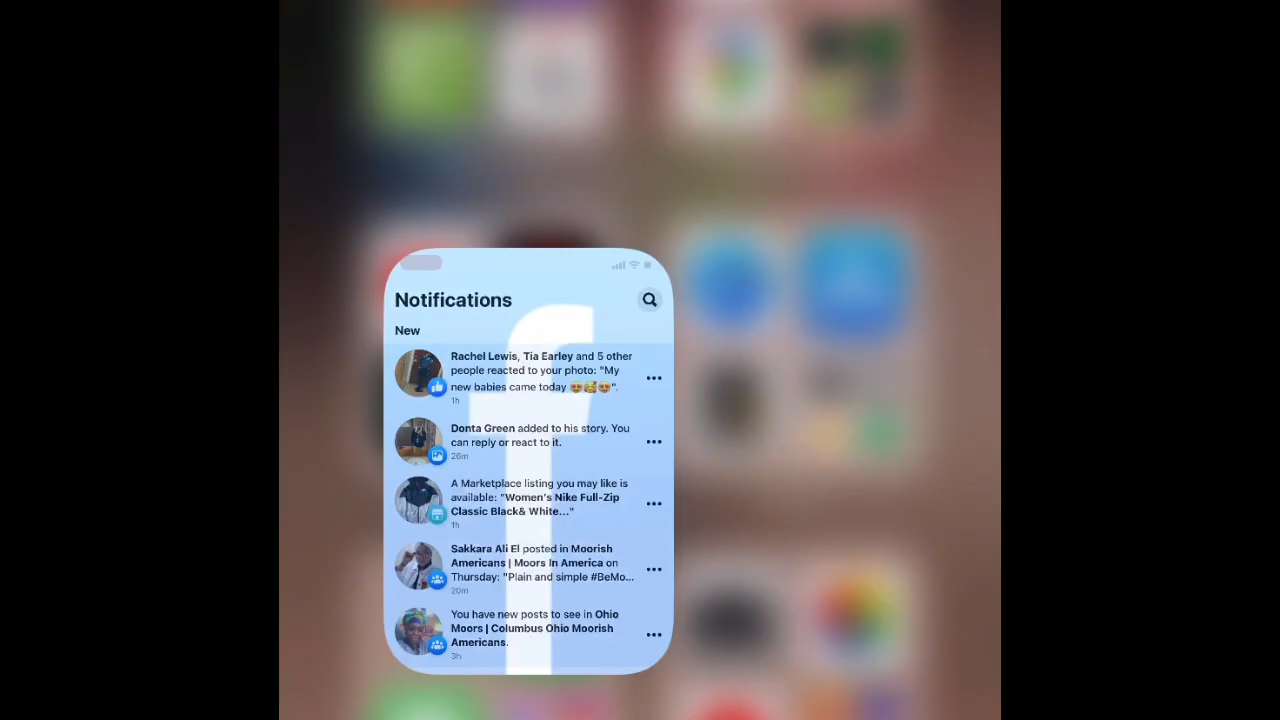 Notifications
New
Rachel Lewis, Tia Earley and 5 other
people reacted to your photo: "My
new babies came today 😍🥰😍".
1h
Donta Green added to his story. You
can reply or react to it.
26m
A Marketplace listing you may like is
available: "Women's Nike Full-Zip
Classic Black& White..."
1h
Sakkara Ali El posted in Moorish
Americans | Moors In America on
Thursday: "Plain and simple #BeMo...
20m
You have new posts to see in Ohio
Moors | Columbus Ohio Moorish
Americans.
3h